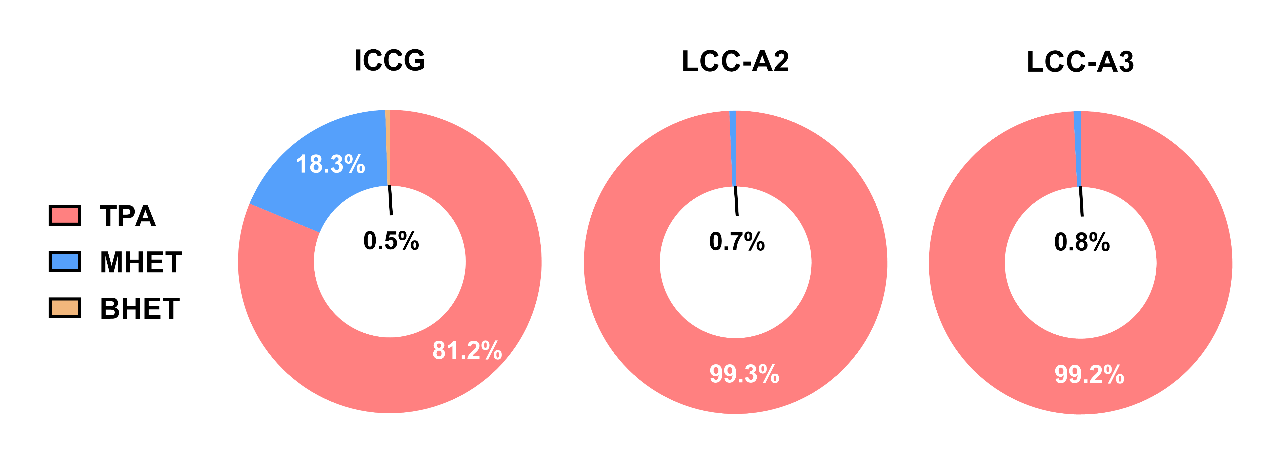 ICCG
LCC-A2
LCC-A3
TPA
MHET
BHET
18.3%
0.5%
81.2%
0.7%
99.3%
0.8%
99.2%